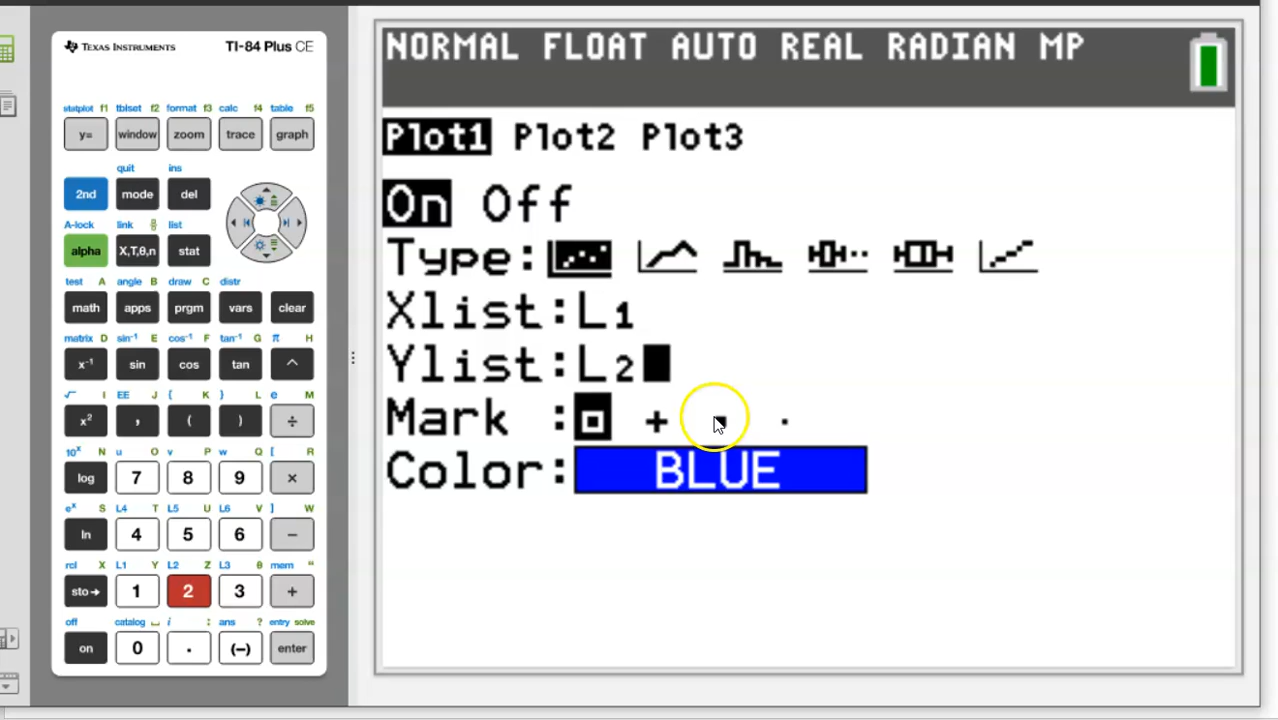 TEXAS INSTRUMENTS TI-84 Plus CE
statplot f1 tblset f2 format f3 calc f4 table f5
y= window zoom trace graph
quit ins
2nd mode del
A-lock link list
alpha X,T,θ,n stat
test A angle B draw C distr
math apps prgm vars clear
matrix D sin⁻¹ E cos⁻¹ F tan⁻¹ G π H
x⁻¹ sin cos tan ^
√ I EE J { K } L e M
x² , ( ) ÷
10ˣ N u O v P w Q [ R
log 7 8 9 ×
eˣ S L4 T L5 U L6 V ] W
ln 4 5 6 −
rcl X L1 Y L2 Z L3 θ mem "
sto→ 1 2 3 +
off catalog ⎵ i : ans ? entry solve
on 0 . (−) enter
NORMAL FLOAT AUTO REAL RADIAN MP
Plot1 Plot2 Plot3
On Off
Type:
Xlist:L1
Ylist:L2
Mark : + ·
Color: BLUE